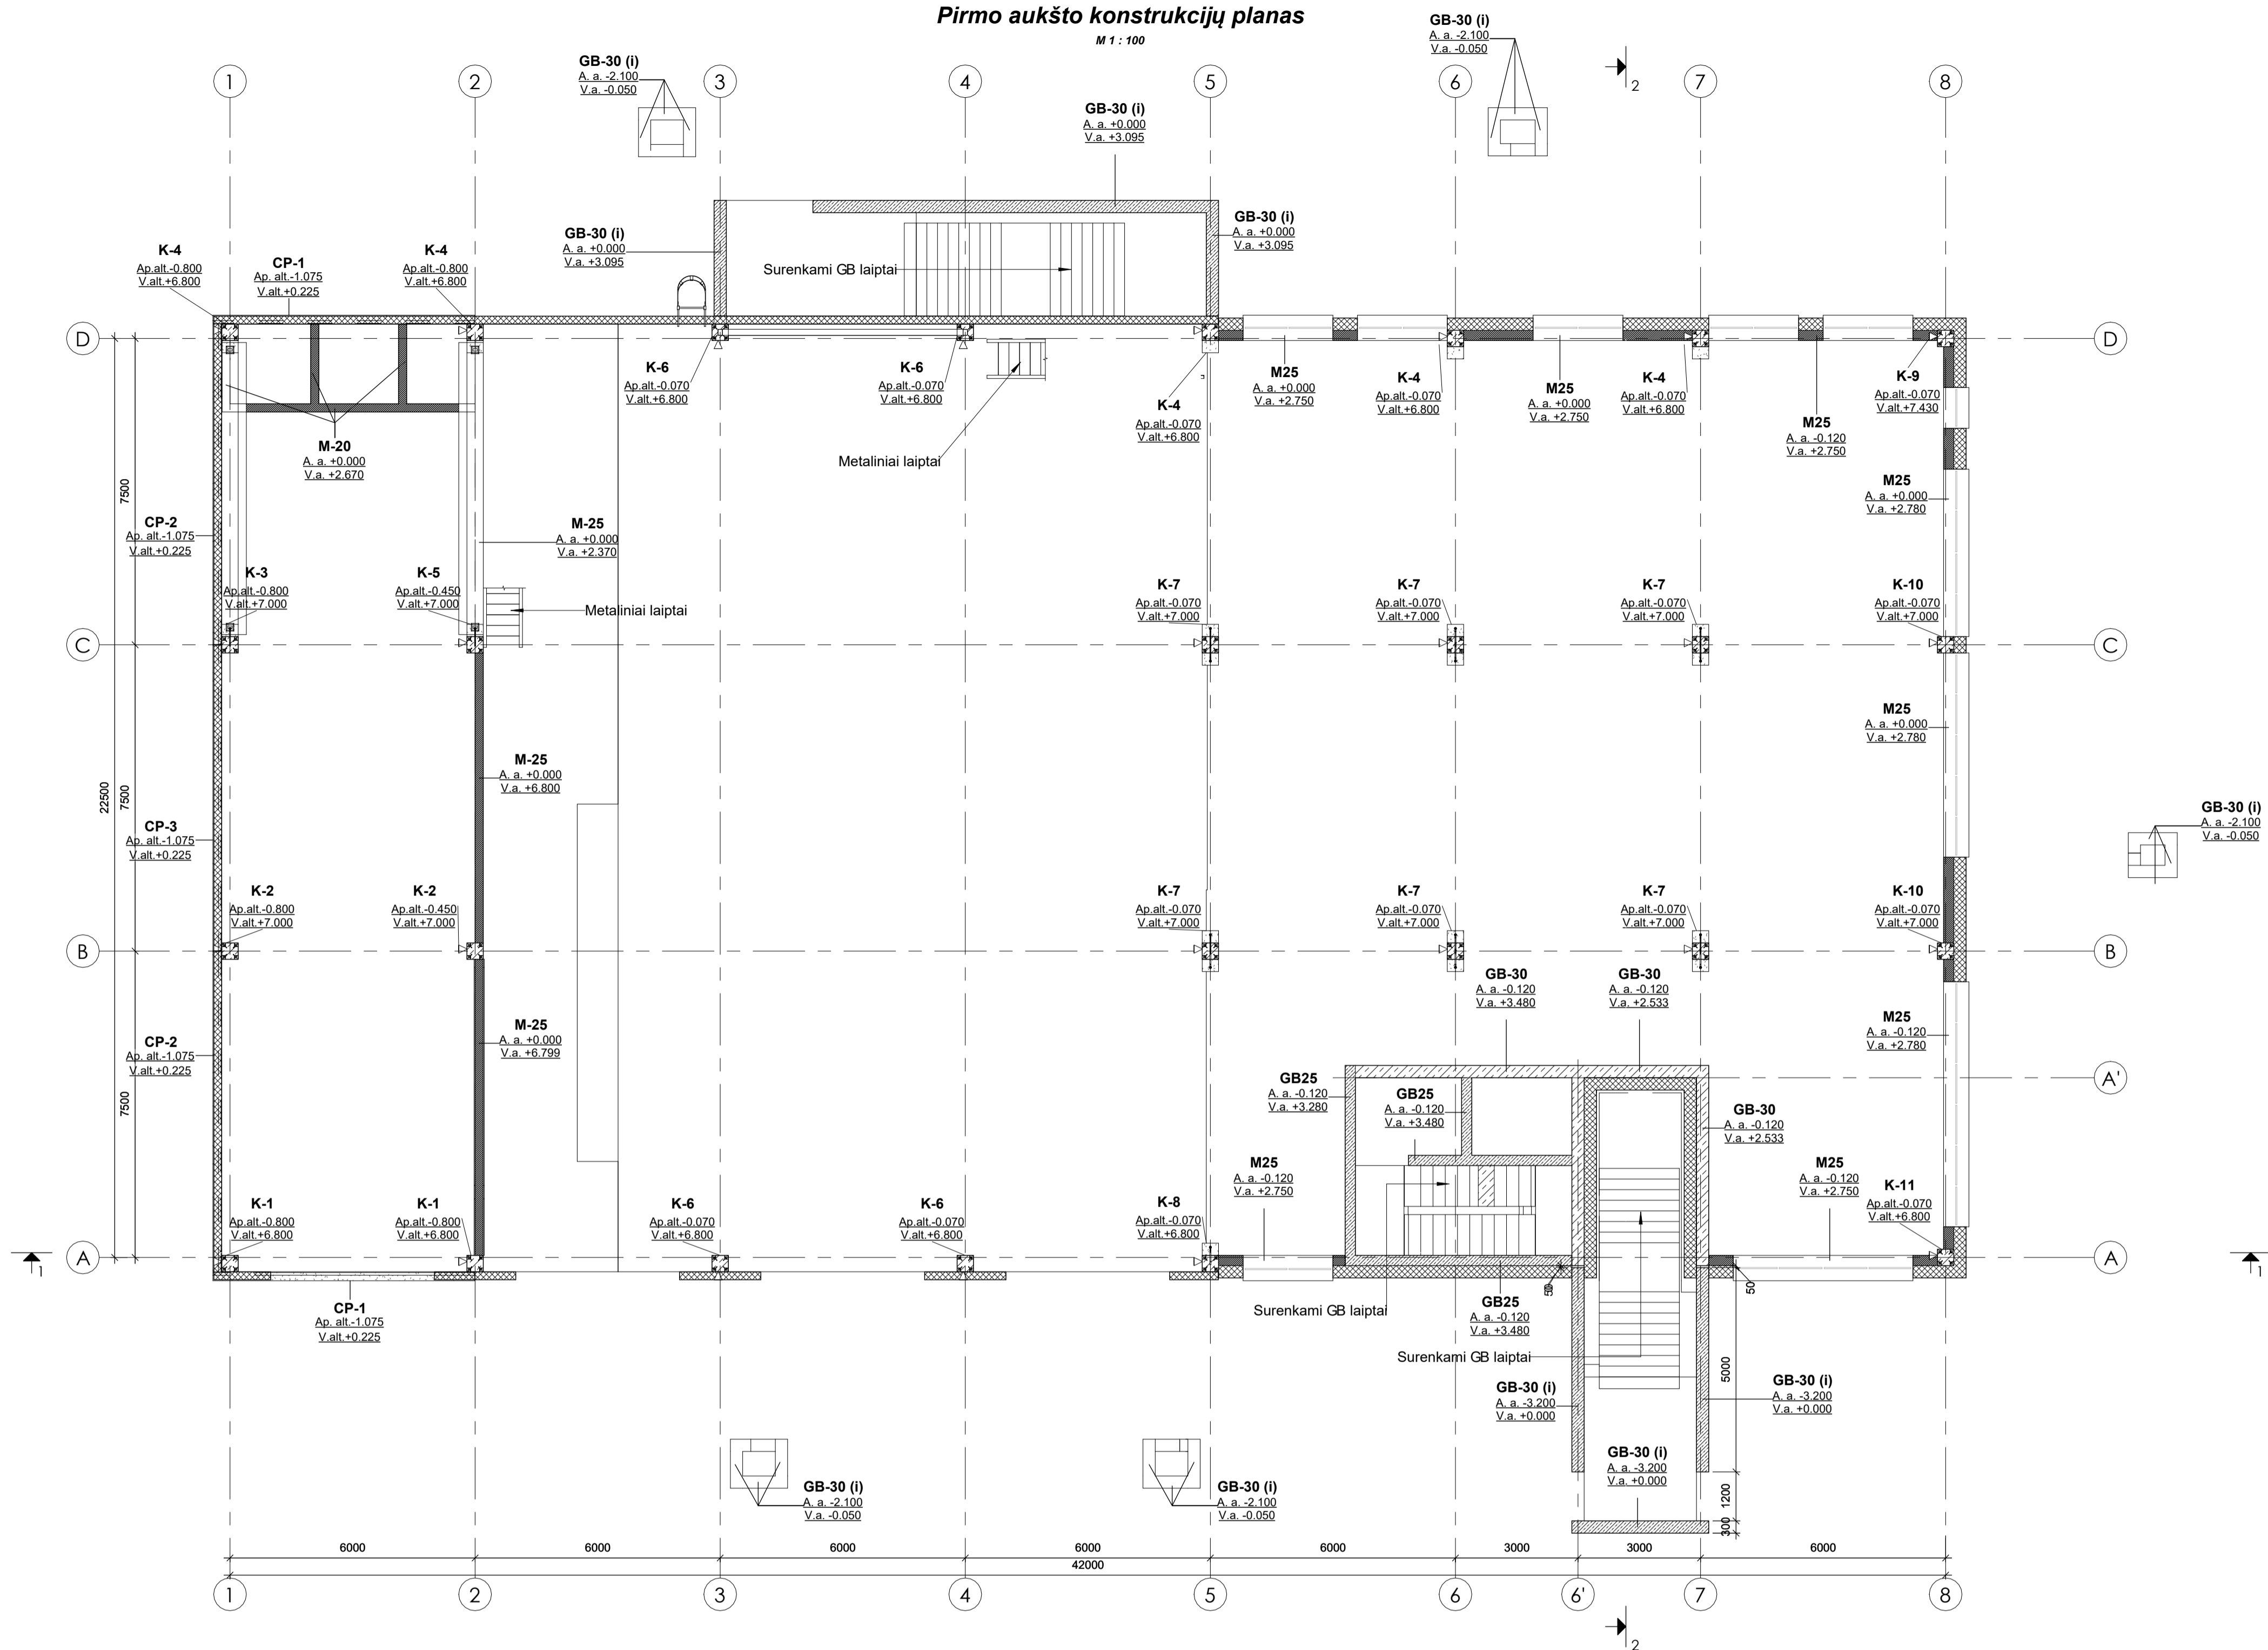 Pirmo aukšto konstrukcijų planas
M 1 : 100
GB-30 (i)
A. a. -2.100
V.a. -0.050
GB-30 (i)
A. a. -2.100
V.a. -0.050
2
1
2
3
4
5
6
7
8
GB-30 (i)
A. a. +0.000
V.a. +3.095
GB-30 (i)
A. a. +0.000
V.a. +3.095
GB-30 (i)
A. a. +0.000
V.a. +3.095
Surenkami GB laiptai
K-4
Ap.alt.-0.800
V.alt.+6.800
CP-1
Ap. alt.-1.075
V.alt.+0.225
K-4
Ap.alt.-0.800
V.alt.+6.800
D
D
K-6
Ap.alt.-0.070
V.alt.+6.800
K-6
Ap.alt.-0.070
V.alt.+6.800
K-4
Ap.alt.-0.070
V.alt.+6.800
M25
A. a. +0.000
V.a. +2.750
K-4
Ap.alt.-0.070
V.alt.+6.800
M25
A. a. +0.000
V.a. +2.750
K-4
Ap.alt.-0.070
V.alt.+6.800
M25
A. a. -0.120
V.a. +2.750
K-9
Ap.alt.-0.070
V.alt.+7.430
M-20
A. a. +0.000
V.a. +2.670
Metaliniai laiptai
7500
CP-2
Ap. alt.-1.075
V.alt.+0.225
M-25
A. a. +0.000
V.a. +2.370
M25
A. a. +0.000
V.a. +2.780
K-3
Ap.alt.-0.800
V.alt.+7.000
K-5
Ap.alt.-0.450
V.alt.+7.000
Metaliniai laiptai
K-7
Ap.alt.-0.070
V.alt.+7.000
K-7
Ap.alt.-0.070
V.alt.+7.000
K-7
Ap.alt.-0.070
V.alt.+7.000
K-10
Ap.alt.-0.070
V.alt.+7.000
C
C
M-25
A. a. +0.000
V.a. +6.800
M25
A. a. +0.000
V.a. +2.780
22500
7500
CP-3
Ap. alt.-1.075
V.alt.+0.225
GB-30 (i)
A. a. -2.100
V.a. -0.050
K-2
Ap.alt.-0.800
V.alt.+7.000
K-2
Ap.alt.-0.450
V.alt.+7.000
K-7
Ap.alt.-0.070
V.alt.+7.000
K-7
Ap.alt.-0.070
V.alt.+7.000
K-7
Ap.alt.-0.070
V.alt.+7.000
K-10
Ap.alt.-0.070
V.alt.+7.000
B
B
GB-30
A. a. -0.120
V.a. +3.480
GB-30
A. a. -0.120
V.a. +2.533
CP-2
Ap. alt.-1.075
V.alt.+0.225
M-25
A. a. +0.000
V.a. +6.799
M25
A. a. -0.120
V.a. +2.780
7500
GB25
A. a. -0.120
V.a. +3.280
GB25
A. a. -0.120
V.a. +3.480
GB-30
A. a. -0.120
V.a. +2.533
A'
M25
A. a. -0.120
V.a. +2.750
M25
A. a. -0.120
V.a. +2.750
K-1
Ap.alt.-0.800
V.alt.+6.800
K-1
Ap.alt.-0.800
V.alt.+6.800
K-6
Ap.alt.-0.070
V.alt.+6.800
K-6
Ap.alt.-0.070
V.alt.+6.800
K-8
Ap.alt.-0.070
V.alt.+6.800
K-11
Ap.alt.-0.070
V.alt.+6.800
1
A
A
1
CP-1
Ap. alt.-1.075
V.alt.+0.225
Surenkami GB laiptai
GB25
A. a. -0.120
V.a. +3.480
50
50
Surenkami GB laiptai
GB-30 (i)
A. a. -3.200
V.a. +0.000
5000
GB-30 (i)
A. a. -3.200
V.a. +0.000
GB-30 (i)
A. a. -3.200
V.a. +0.000
1200
300
GB-30 (i)
A. a. -2.100
V.a. -0.050
GB-30 (i)
A. a. -2.100
V.a. -0.050
6000
6000
6000
6000
6000
3000
3000
6000
42000
1
2
3
4
5
6
6'
7
8
2